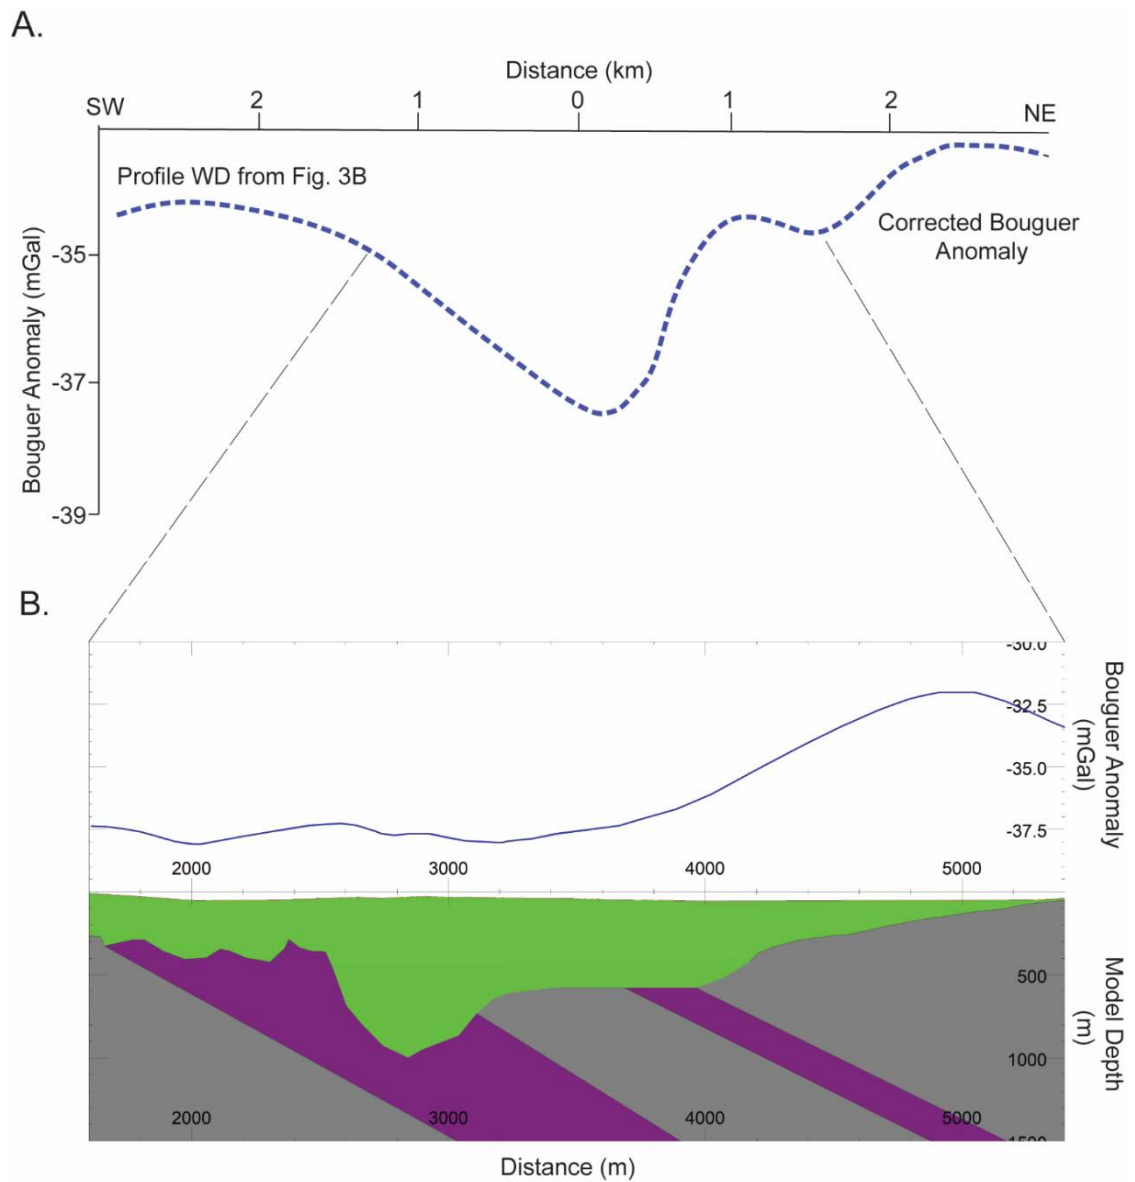 A.
Distance (km)
SW 2 1 0 1 2 NE
Profile WD from Fig. 3B
Corrected Bouguer
Anomaly
Bouguer Anomaly (mGal)
-35
-37
-39
B.
-30.0
-32.5
-35.0
-37.5
Bouguer Anomaly
(mGal)
2000 3000 4000 5000
500
1000
1500
Model Depth
(m)
2000 3000 4000 5000
Distance (m)